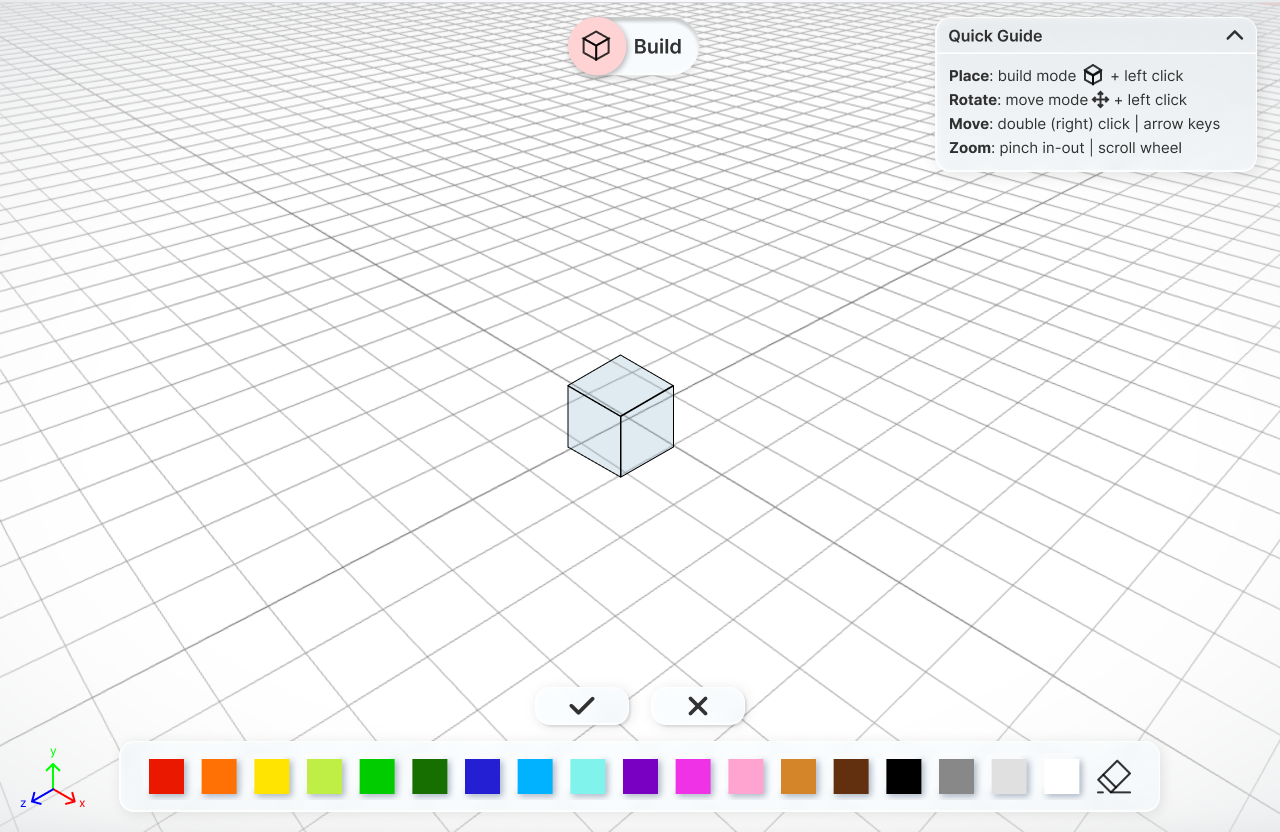 Build
Quick Guide
Place: build mode + left click
Rotate: move mode + left click
Move: double (right) click | arrow keys
Zoom: pinch in-out | scroll wheel
y
z
x